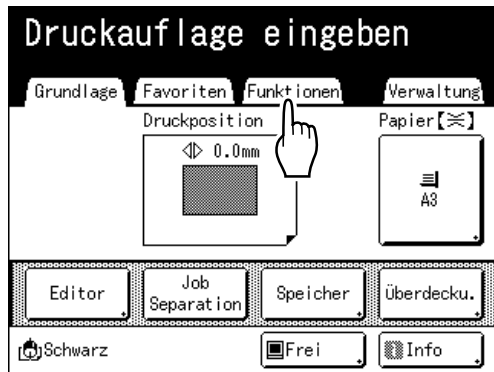 Druckauflage eingeben
Grundlage Favoriten Funktionen Verwaltung
Druckposition Papier【※】
0.0mm
A3
Editor Job Separation Speicher Überdecku.
Schwarz Frei Info